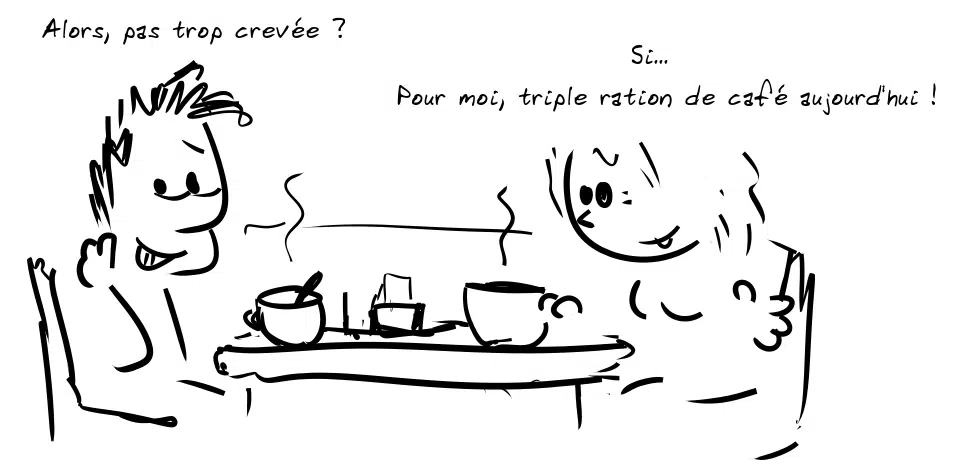 Alors, pas trop crevée ?
Si...
Pour moi, triple ration de café aujourd'hui !